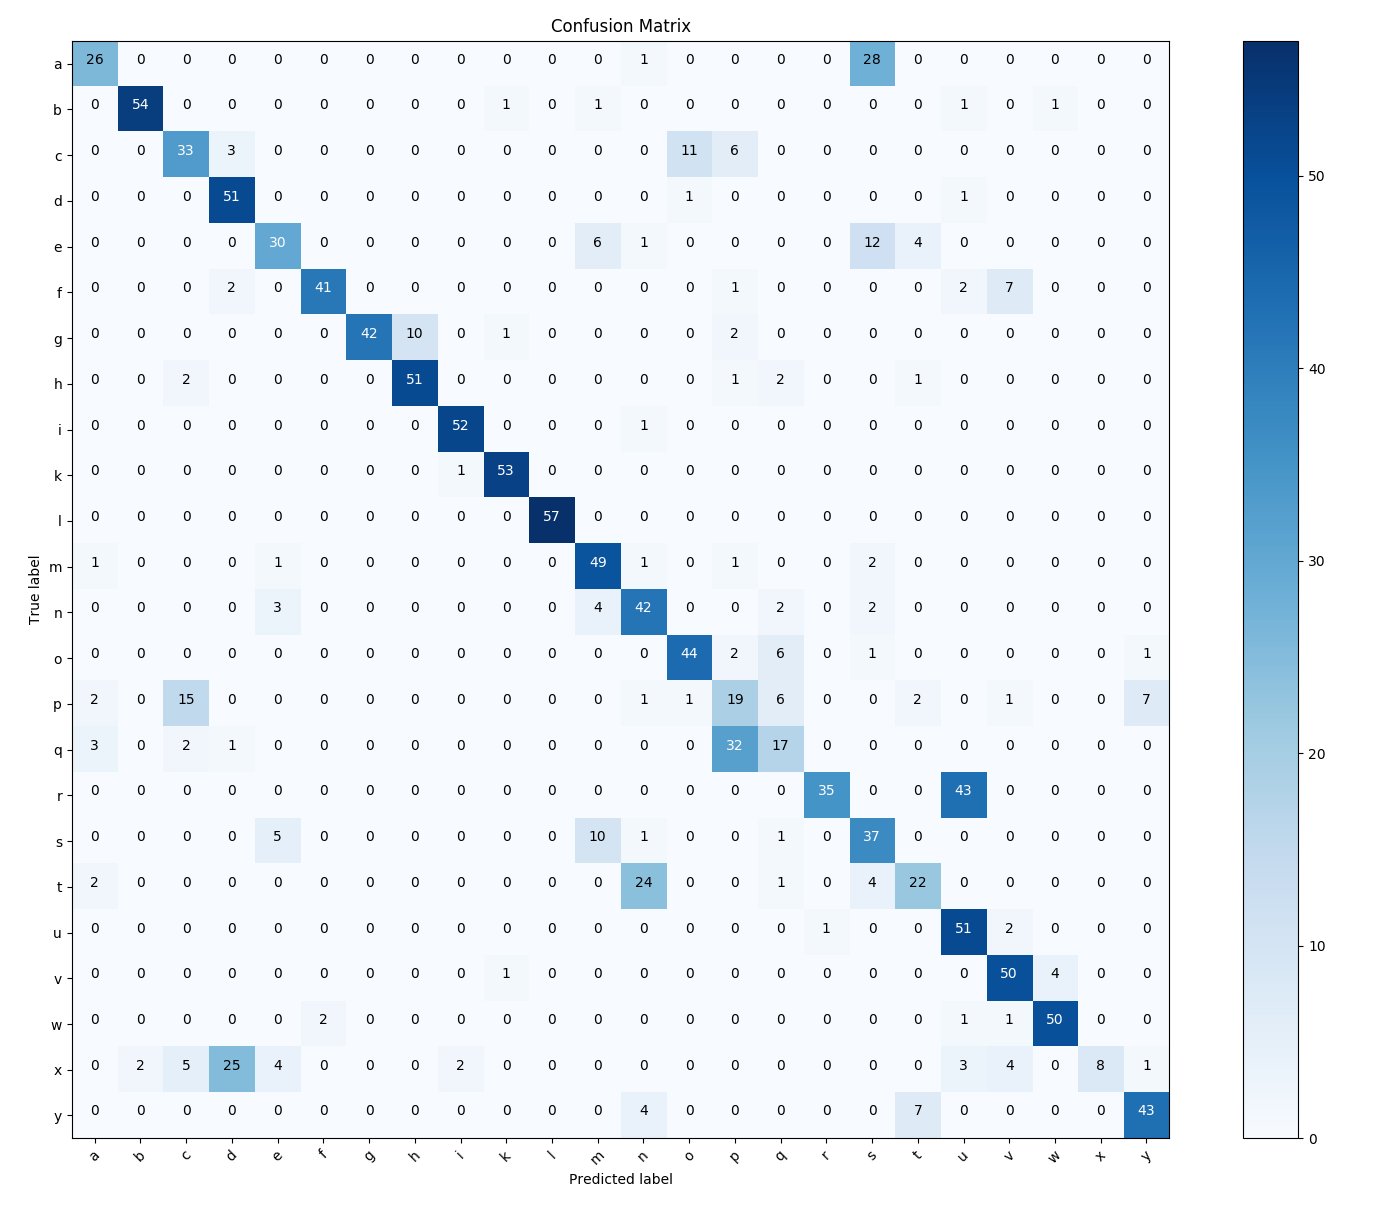 Confusion Matrix
a 26 0 0 0 0 0 0 0 0 0 0 0 1 0 0 0 0 28 0 0 0 0 0 0
b 0 54 0 0 0 0 0 0 0 1 0 1 0 0 0 0 0 0 0 1 0 1 0 0
c 0 0 33 3 0 0 0 0 0 0 0 0 0 11 6 0 0 0 0 0 0 0 0 0
d 0 0 0 51 0 0 0 0 0 0 0 0 0 1 0 0 0 0 0 1 0 0 0 0
e 0 0 0 0 30 0 0 0 0 0 0 6 1 0 0 0 0 12 4 0 0 0 0 0
f 0 0 0 2 0 41 0 0 0 0 0 0 0 0 1 0 0 0 0 2 7 0 0 0
g 0 0 0 0 0 0 42 10 0 1 0 0 0 0 2 0 0 0 0 0 0 0 0 0
h 0 0 2 0 0 0 0 51 0 0 0 0 0 0 1 2 0 0 1 0 0 0 0 0
i 0 0 0 0 0 0 0 0 52 0 0 0 1 0 0 0 0 0 0 0 0 0 0 0
k 0 0 0 0 0 0 0 0 1 53 0 0 0 0 0 0 0 0 0 0 0 0 0 0
l 0 0 0 0 0 0 0 0 0 0 57 0 0 0 0 0 0 0 0 0 0 0 0 0
m 1 0 0 0 1 0 0 0 0 0 0 49 1 0 1 0 0 2 0 0 0 0 0 0
n 0 0 0 0 3 0 0 0 0 0 0 4 42 0 0 2 0 2 0 0 0 0 0 0
o 0 0 0 0 0 0 0 0 0 0 0 0 0 44 2 6 0 1 0 0 0 0 0 1
p 2 0 15 0 0 0 0 0 0 0 0 0 1 1 19 6 0 0 2 0 1 0 0 7
q 3 0 2 1 0 0 0 0 0 0 0 0 0 0 32 17 0 0 0 0 0 0 0 0
r 0 0 0 0 0 0 0 0 0 0 0 0 0 0 0 0 35 0 0 43 0 0 0 0
s 0 0 0 0 5 0 0 0 0 0 0 10 1 0 0 1 0 37 0 0 0 0 0 0
t 2 0 0 0 0 0 0 0 0 0 0 0 24 0 0 1 0 4 22 0 0 0 0 0
u 0 0 0 0 0 0 0 0 0 0 0 0 0 0 0 0 1 0 0 51 2 0 0 0
v 0 0 0 0 0 0 0 0 0 1 0 0 0 0 0 0 0 0 0 0 50 4 0 0
w 0 0 0 0 0 2 0 0 0 0 0 0 0 0 0 0 0 0 0 1 1 50 0 0
x 0 2 5 25 4 0 0 0 2 0 0 0 0 0 0 0 0 0 0 3 4 0 8 1
y 0 0 0 0 0 0 0 0 0 0 0 0 4 0 0 0 0 0 7 0 0 0 0 43
a b c d e f g h i k l m n o p q r s t u v w x y
Predicted label
True label
50
40
30
20
10
0